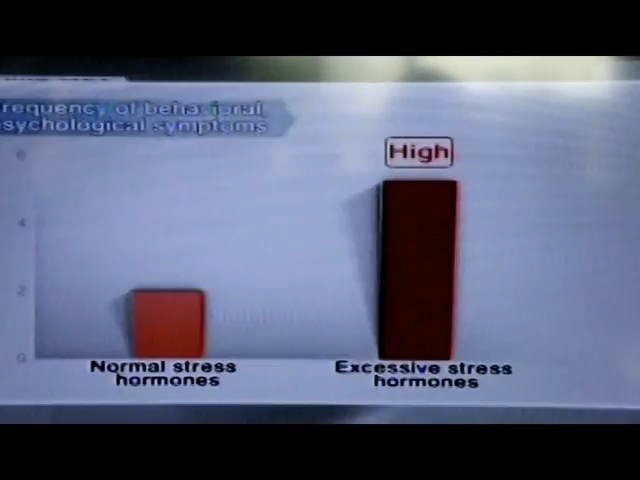 requency of behavioral
psychological symptoms
High
6
4
2
0
Normal stress
hormones
Excessive stress
hormones